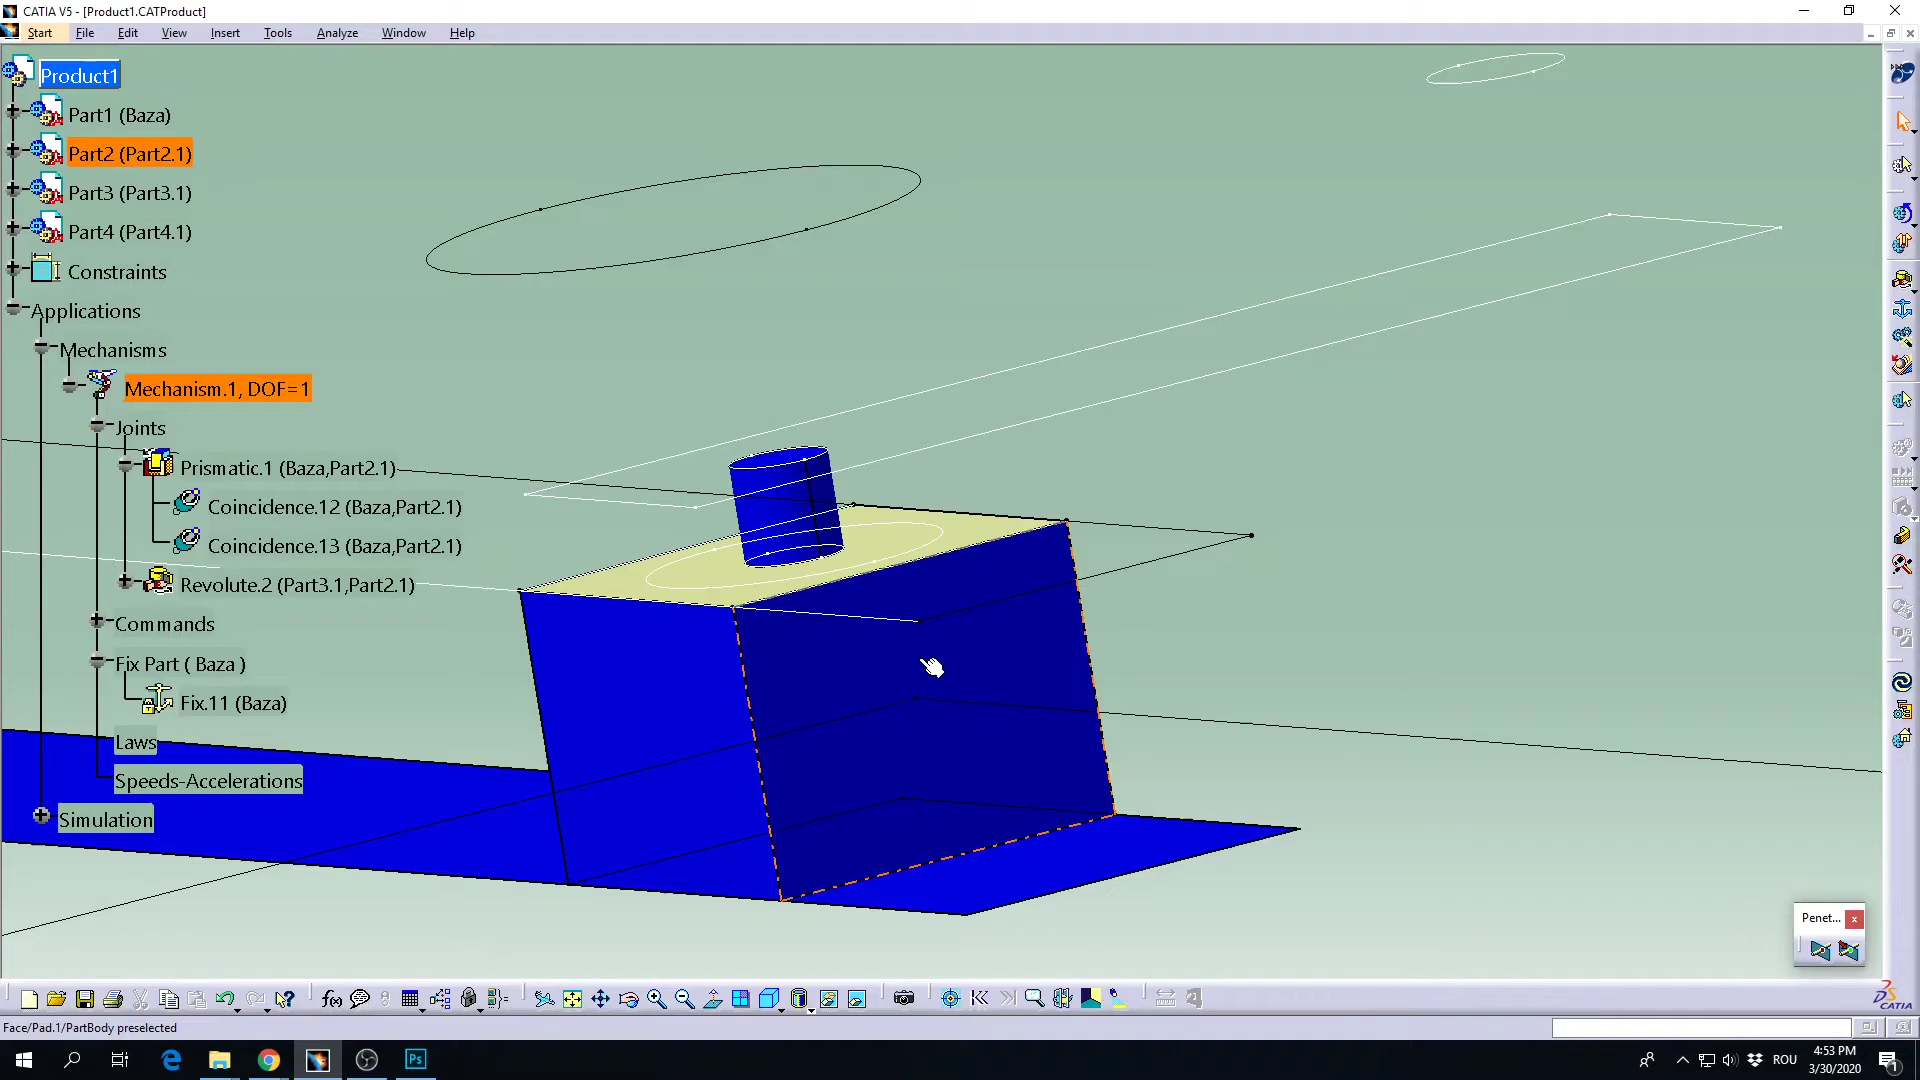 CATIA V5 - [Product1.CATProduct]
Start File Edit View Insert Tools Analyze Window Help
Product1
Part1 (Baza)
Part2 (Part2.1)
Part3 (Part3.1)
Part4 (Part4.1)
Constraints
Applications
Mechanisms
Mechanism.1, DOF=1
Joints
Prismatic.1 (Baza,Part2.1)
Coincidence.12 (Baza,Part2.1)
Coincidence.13 (Baza,Part2.1)
Revolute.2 (Part3.1,Part2.1)
Commands
Fix Part ( Baza )
Fix.11 (Baza)
Laws
Speeds-Accelerations
Simulation
Penet...
f(x)
CATIA
Face/Pad.1/PartBody preselected
Ps
ROU
4:53 PM
3/30/2020
1